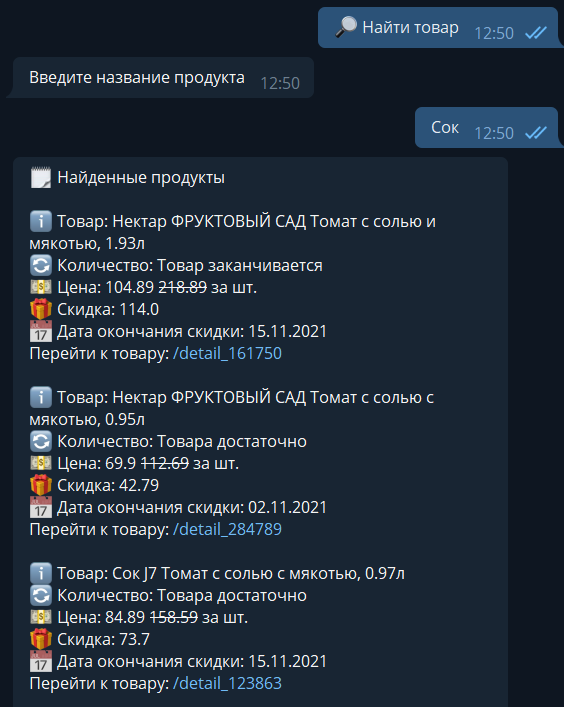 Найти товар 12:50
Введите название продукта 12:50
Сок 12:50
Найденные продукты
Товар: Нектар ФРУКТОВЫЙ САД Томат с солью и
мякотью, 1.93л
Количество: Товар заканчивается
Цена: 104.89 218.89 за шт.
Скидка: 114.0
17 Дата окончания скидки: 15.11.2021
Перейти к товару: /detail_161750
Товар: Нектар ФРУКТОВЫЙ САД Томат с солью с
мякотью, 0.95л
Количество: Товара достаточно
Цена: 69.9 112.69 за шт.
Скидка: 42.79
17 Дата окончания скидки: 02.11.2021
Перейти к товару: /detail_284789
Товар: Сок J7 Томат с солью с мякотью, 0.97л
Количество: Товара достаточно
Цена: 84.89 158.59 за шт.
Скидка: 73.7
17 Дата окончания скидки: 15.11.2021
Перейти к товару: /detail_123863